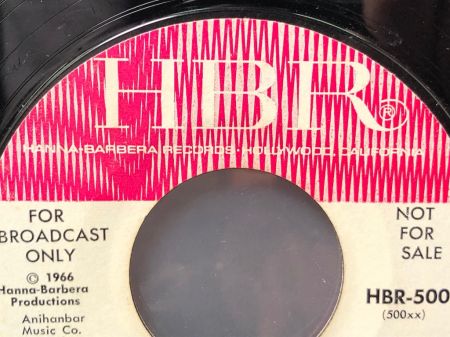 HBR®
HANNA-BARBERA RECORDS · HOLLYWOOD, CALIFORNIA
FOR
BROADCAST
ONLY
© 1966
Hanna-Barbera
Productions
Anihanbar
Music Co.
NOT
FOR
SALE
HBR-500
(500xx)